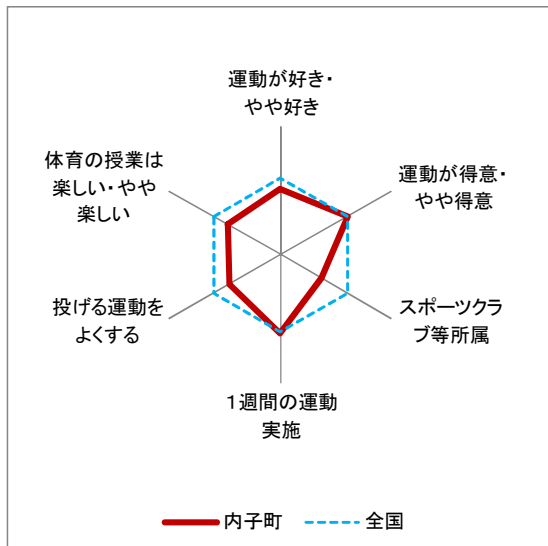 運動が好き・
やや好き
運動が得意・
やや得意
スポーツクラ
ブ等所属
１週間の運動
実施
投げる運動を
よくする
体育の授業は
楽しい・やや
楽しい
内子町
全国